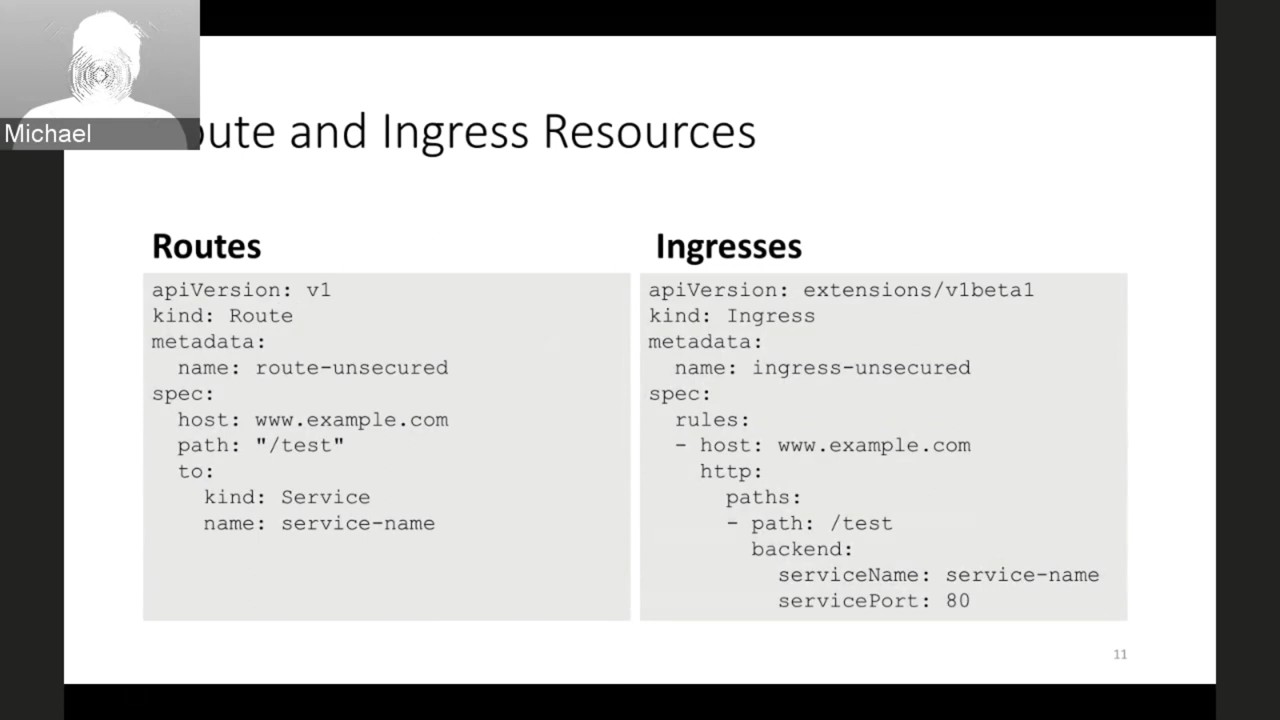 Michael
oute and Ingress Resources
Routes
apiVersion: v1
kind: Route
metadata:
  name: route-unsecured
spec:
  host: www.example.com
  path: "/test"
  to:
    kind: Service
    name: service-name
Ingresses
apiVersion: extensions/v1beta1
kind: Ingress
metadata:
  name: ingress-unsecured
spec:
  rules:
  - host: www.example.com
    http:
      paths:
      - path: /test
        backend:
          serviceName: service-name
          servicePort: 80
11